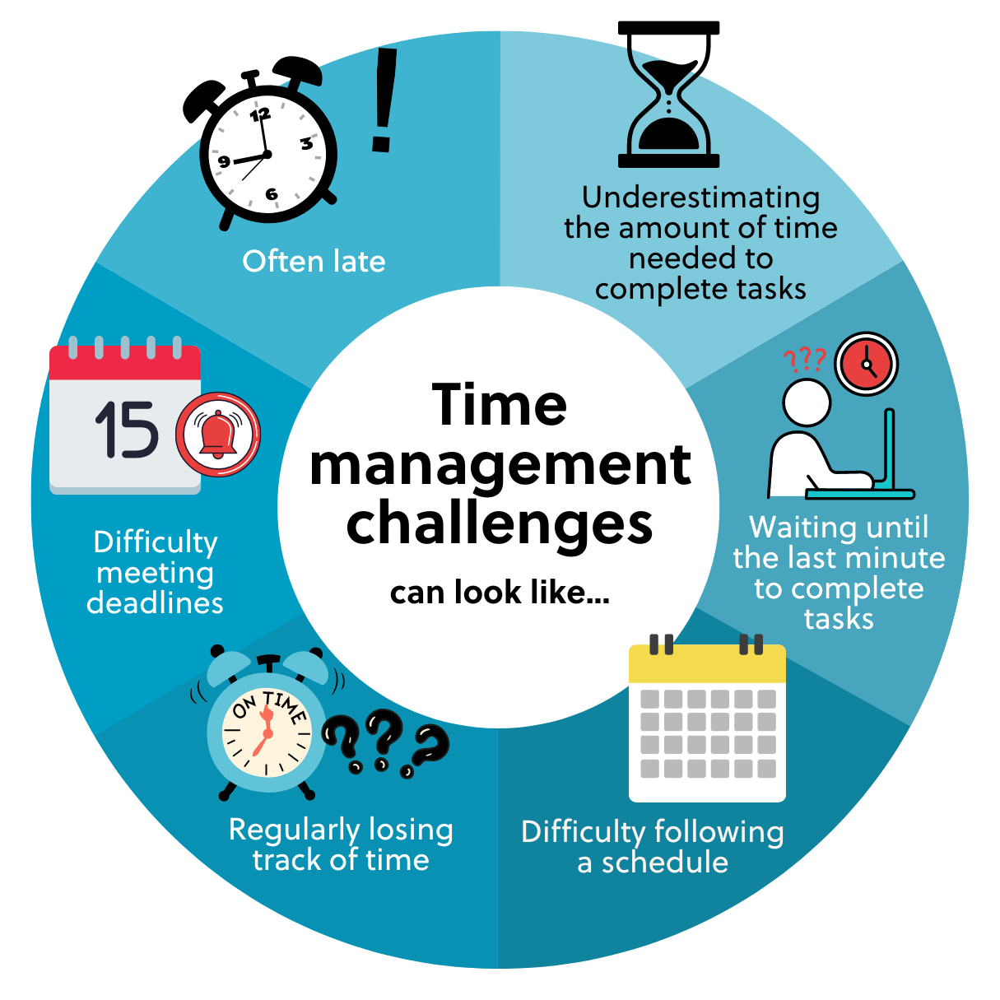 Time
management
challenges
can look like...
Underestimating
the amount of time
needed to
complete tasks
???
Waiting until
the last minute
to complete
tasks
Difficulty following
a schedule
ON TIME
???
Regularly losing
track of time
15
Difficulty
meeting
deadlines
12
3
6
9
!
Often late